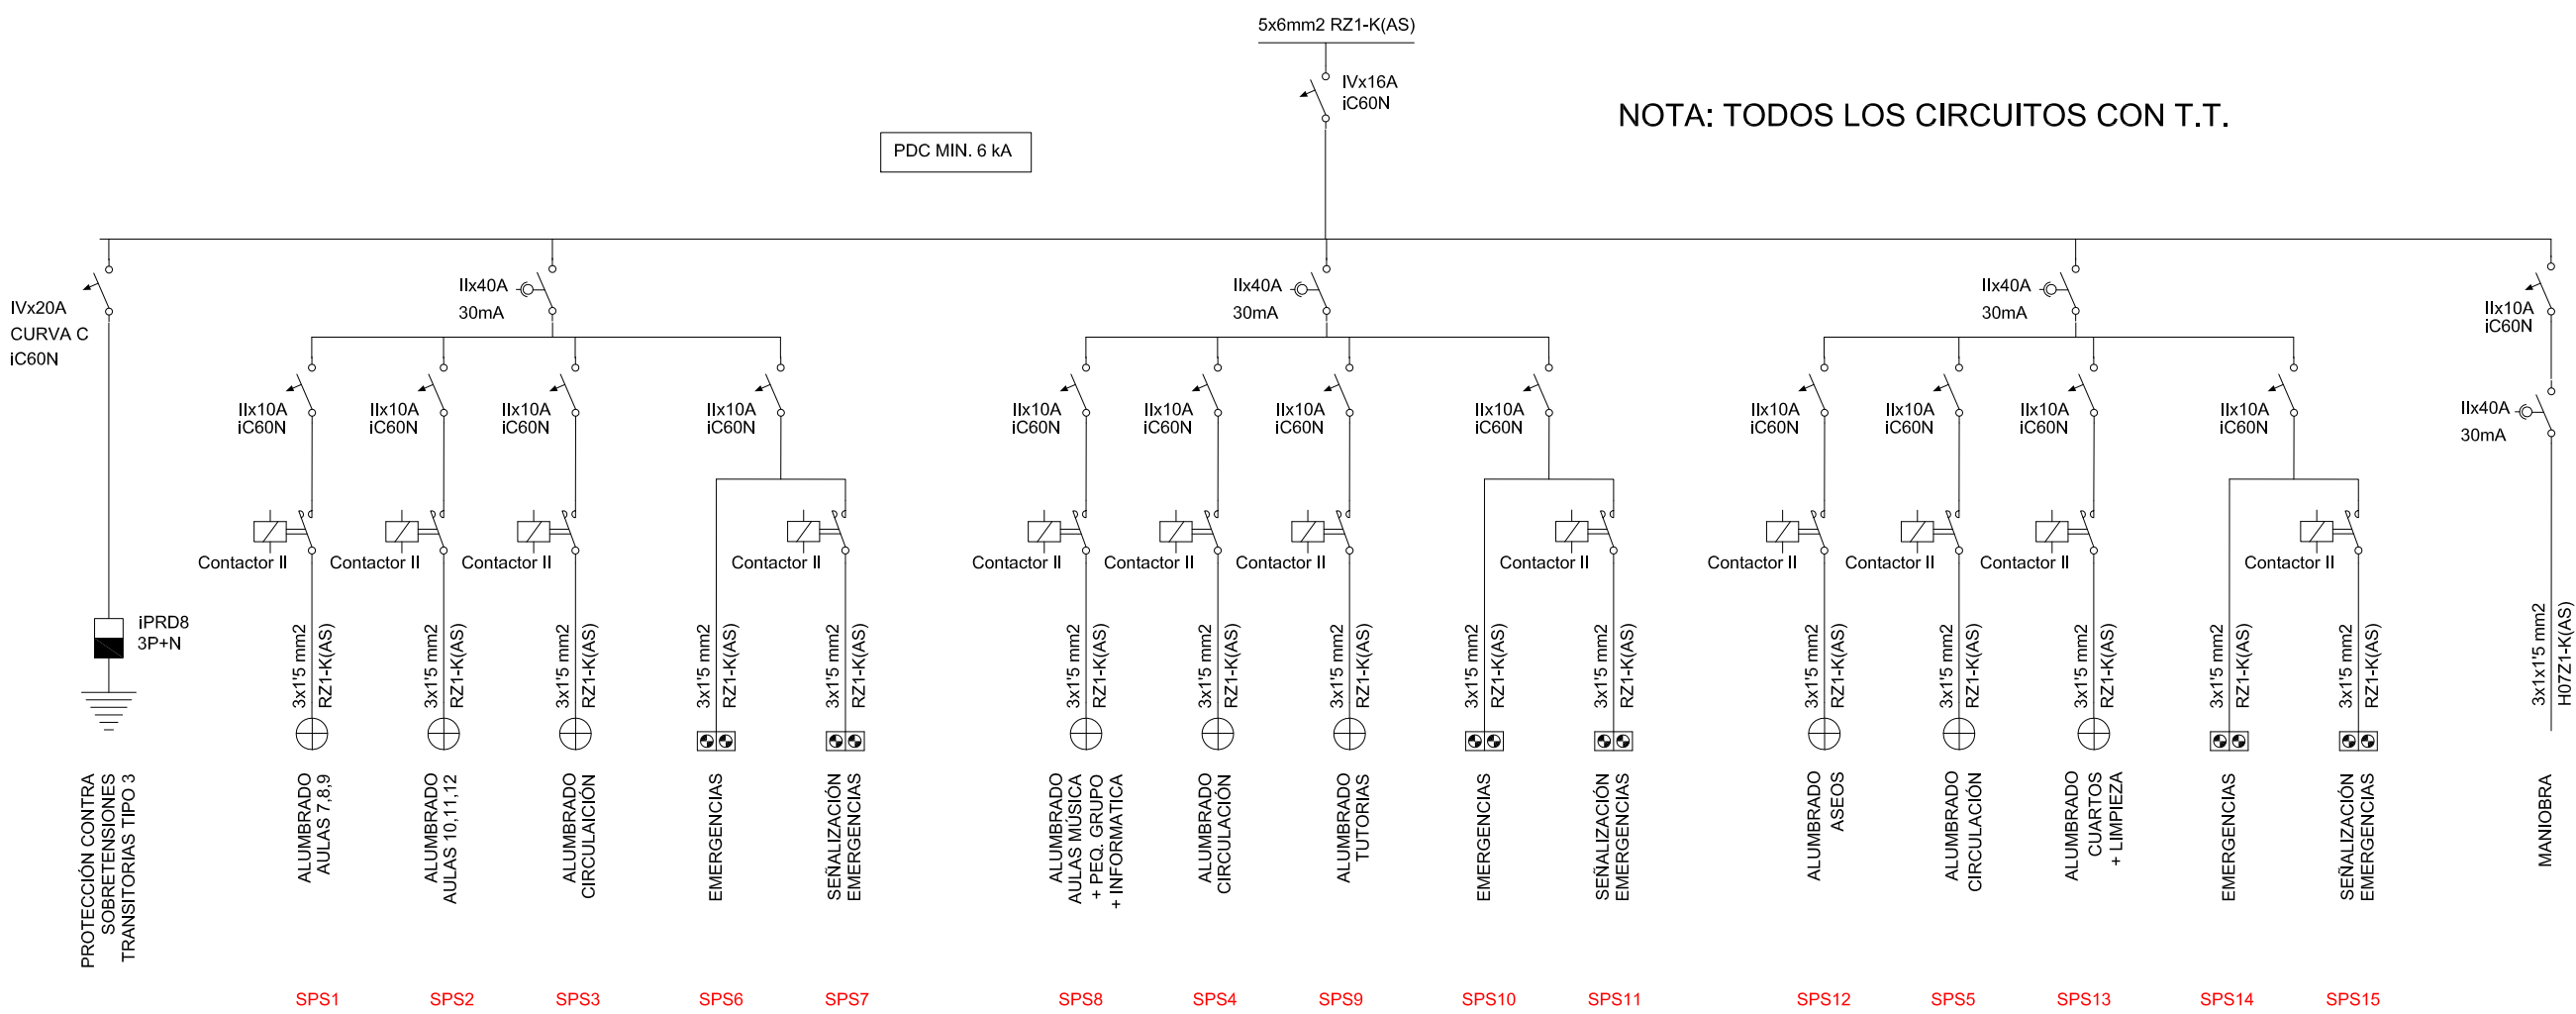 5x6mm2 RZ1-K(AS)
IVx16A
iC60N
NOTA: TODOS LOS CIRCUITOS CON T.T.
PDC MIN. 6 kA
IVx20A
CURVA C
iC60N
IIx40A
30mA
IIx40A
30mA
IIx40A
30mA
IIx10A
iC60N
IIx10A
iC60N
IIx10A
iC60N
IIx10A
iC60N
IIx10A
iC60N
IIx10A
iC60N
IIx10A
iC60N
IIx10A
iC60N
IIx10A
iC60N
IIx10A
iC60N
IIx10A
iC60N
IIx10A
iC60N
IIx10A
iC60N
IIx40A
30mA
Contactor II
Contactor II
Contactor II
Contactor II
Contactor II
Contactor II
Contactor II
Contactor II
Contactor II
Contactor II
Contactor II
Contactor II
iPRD8
3P+N
3x1'5 mm2
RZ1-K(AS)
3x1'5 mm2
RZ1-K(AS)
3x1'5 mm2
RZ1-K(AS)
3x1'5 mm2
RZ1-K(AS)
3x1'5 mm2
RZ1-K(AS)
3x1'5 mm2
RZ1-K(AS)
3x1'5 mm2
RZ1-K(AS)
3x1'5 mm2
RZ1-K(AS)
3x1'5 mm2
RZ1-K(AS)
3x1'5 mm2
RZ1-K(AS)
3x1'5 mm2
RZ1-K(AS)
3x1'5 mm2
RZ1-K(AS)
3x1'5 mm2
RZ1-K(AS)
3x1'5 mm2
RZ1-K(AS)
3x1'5 mm2
RZ1-K(AS)
3x1x1'5 mm2
H07Z1-K(AS)
PROTECCIÓN CONTRA
SOBRETENSIONES
TRANSITORIAS TIPO 3
ALUMBRADO
AULAS 7,8,9
ALUMBRADO
AULAS 10,11,12
ALUMBRADO
CIRCULAICIÓN
EMERGENCIAS
SEÑALIZACIÓN
EMERGENCIAS
ALUMBRADO
AULAS MÚSICA
+ PEQ. GRUPO
+ INFORMATICA
ALUMBRADO
CIRCULACIÓN
ALUMBRADO
TUTORIAS
EMERGENCIAS
SEÑALIZACIÓN
EMERGENCIAS
ALUMBRADO
ASEOS
ALUMBRADO
CIRCULACIÓN
ALUMBRADO
CUARTOS
+ LIMPIEZA
EMERGENCIAS
SEÑALIZACIÓN
EMERGENCIAS
MANIOBRA
SPS1
SPS2
SPS3
SPS6
SPS7
SPS8
SPS4
SPS9
SPS10
SPS11
SPS12
SPS5
SPS13
SPS14
SPS15